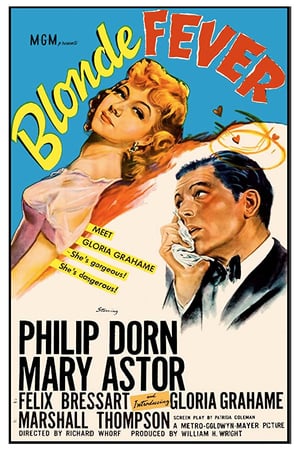 MGM presents
Blonde
FEVER
MEET
GLORIA GRAHAME
She's gorgeous!
She's dangerous!
Starring
PHILIP DORN
MARY ASTOR
FELIX BRESSART and Introducing GLORIA GRAHAME
MARSHALL THOMPSON
SCREEN PLAY BY PATRICIA COLEMAN
A METRO-GOLDWYN-MAYER PICTURE
DIRECTED BY RICHARD WHORF PRODUCED BY WILLIAM H. WRIGHT